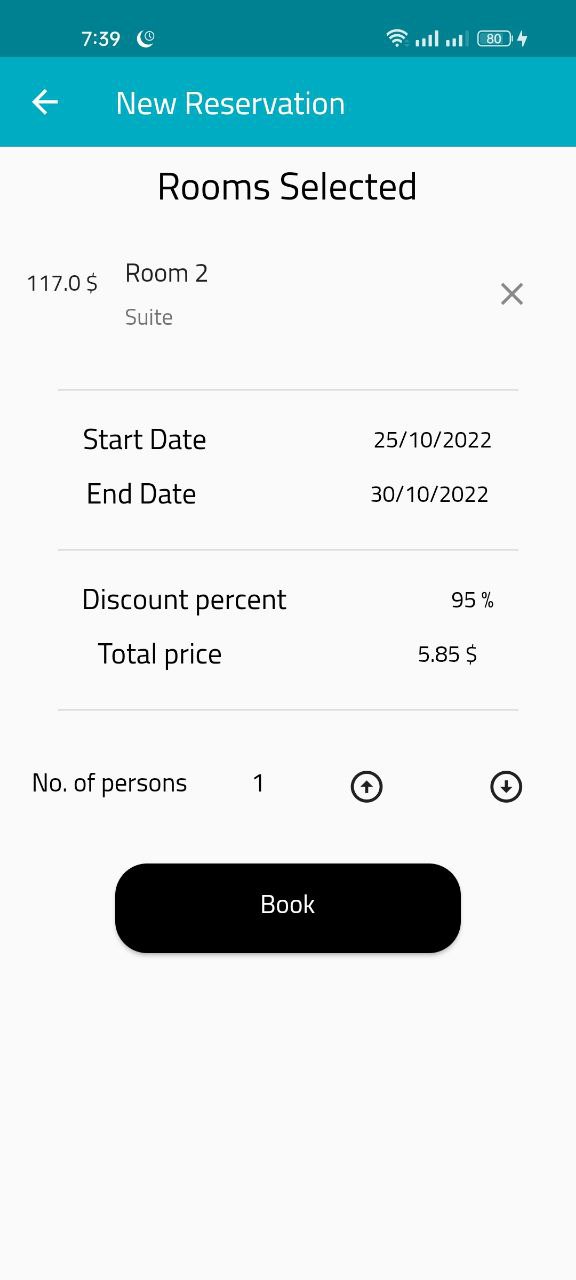 7:39 80
New Reservation
Rooms Selected
117.0 $ Room 2
Suite
Start Date 25/10/2022
End Date 30/10/2022
Discount percent 95 %
Total price 5.85 $
No. of persons 1
Book